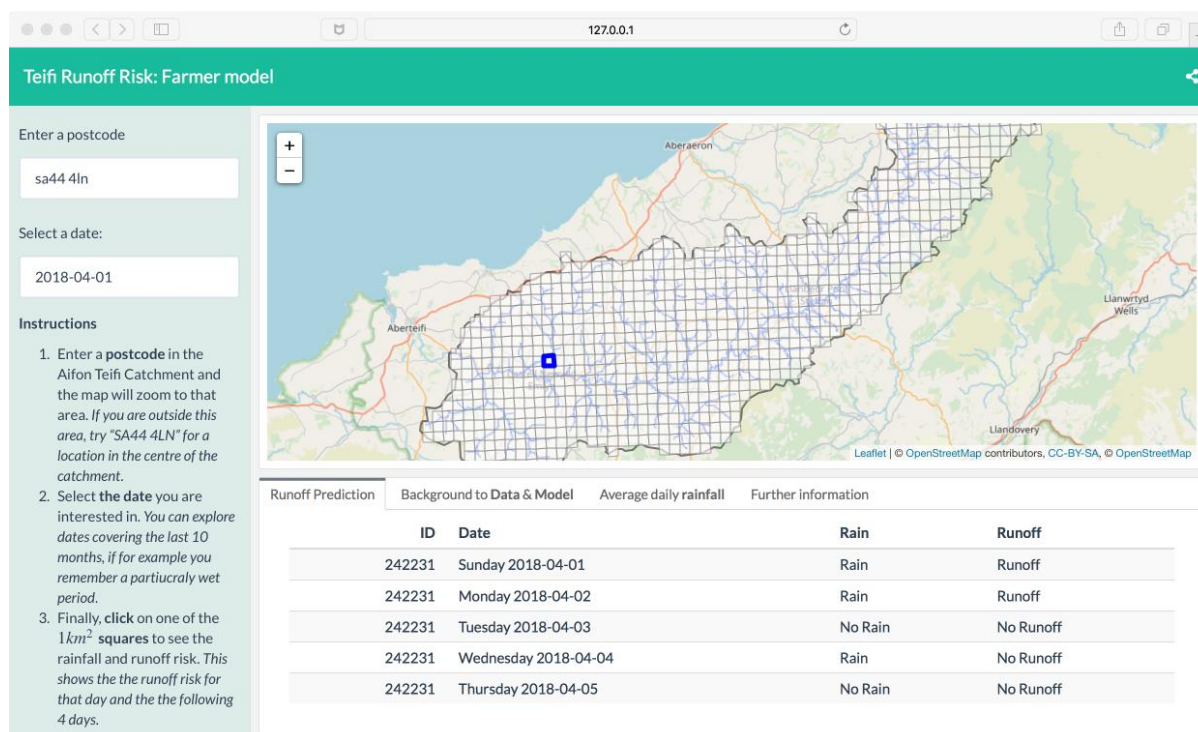 127.0.0.1
Teifi Runoff Risk: Farmer model
Enter a postcode
sa44 4ln
Select a date:
2018-04-01
Instructions
1. Enter a postcode in the
Aifon Teifi Catchment and
the map will zoom to that
area. If you are outside this
area, try "SA44 4LN" for a
location in the centre of the
catchment.
2. Select the date you are
interested in. You can explore
dates covering the last 10
months, if for example you
remember a partiucraly wet
period.
3. Finally, click on one of the
1km² squares to see the
rainfall and runoff risk. This
shows the the runoff risk for
that day and the the following
4 days.
+
−
Aberaeron
Aberteifi
Llanwrtyd
Wells
Llandovery
Leaflet | © OpenStreetMap contributors, CC-BY-SA, © OpenStreetMap
Runoff Prediction Background to Data & Model Average daily rainfall Further information
ID Date Rain Runoff
242231 Sunday 2018-04-01 Rain Runoff
242231 Monday 2018-04-02 Rain Runoff
242231 Tuesday 2018-04-03 No Rain No Runoff
242231 Wednesday 2018-04-04 Rain No Runoff
242231 Thursday 2018-04-05 No Rain No Runoff